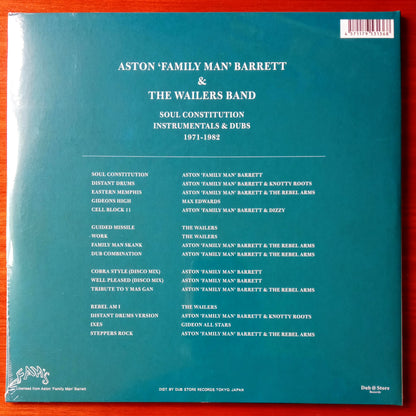 4571179531568
ASTON ‘FAMILY MAN’ BARRETT
&
THE WAILERS BAND
SOUL CONSTITUTION
INSTRUMENTALS & DUBS
1971-1982
SOUL CONSTITUTION ASTON ‘FAMILY MAN’ BARRETT
DISTANT DRUMS ASTON ‘FAMILY MAN’ BARRETT & KNOTTY ROOTS
EASTERN MEMPHIS ASTON ‘FAMILY MAN’ BARRETT & THE REBEL ARMS
GIDEONS HIGH MAX EDWARDS
CELL BLOCK 11 ASTON ‘FAMILY MAN’ BARRETT & DIZZY
GUIDED MISSILE THE WAILERS
WORK THE WAILERS
FAMILY MAN SKANK ASTON ‘FAMILY MAN’ BARRETT & THE REBEL ARMS
DUB COMBINATION ASTON ‘FAMILY MAN’ BARRETT & THE REBEL ARMS
COBRA STYLE (DISCO MIX) ASTON ‘FAMILY MAN’ BARRETT
WELL PLEASED (DISCO MIX) ASTON ‘FAMILY MAN’ BARRETT
TRIBUTE TO Y MAS GAN ASTON ‘FAMILY MAN’ BARRETT & THE REBEL ARMS
REBEL AM I THE WAILERS
DISTANT DRUMS VERSION ASTON ‘FAMILY MAN’ BARRETT & KNOTTY ROOTS
IXES GIDEON ALL STARS
STEPPERS ROCK ASTON ‘FAMILY MAN’ BARRETT & THE REBEL ARMS
FAM'S
Licensed from Aston 'Family Man' Barrett
DIST. BY DUB STORE RECORDS TOKYO, JAPAN
Dub Store
Records